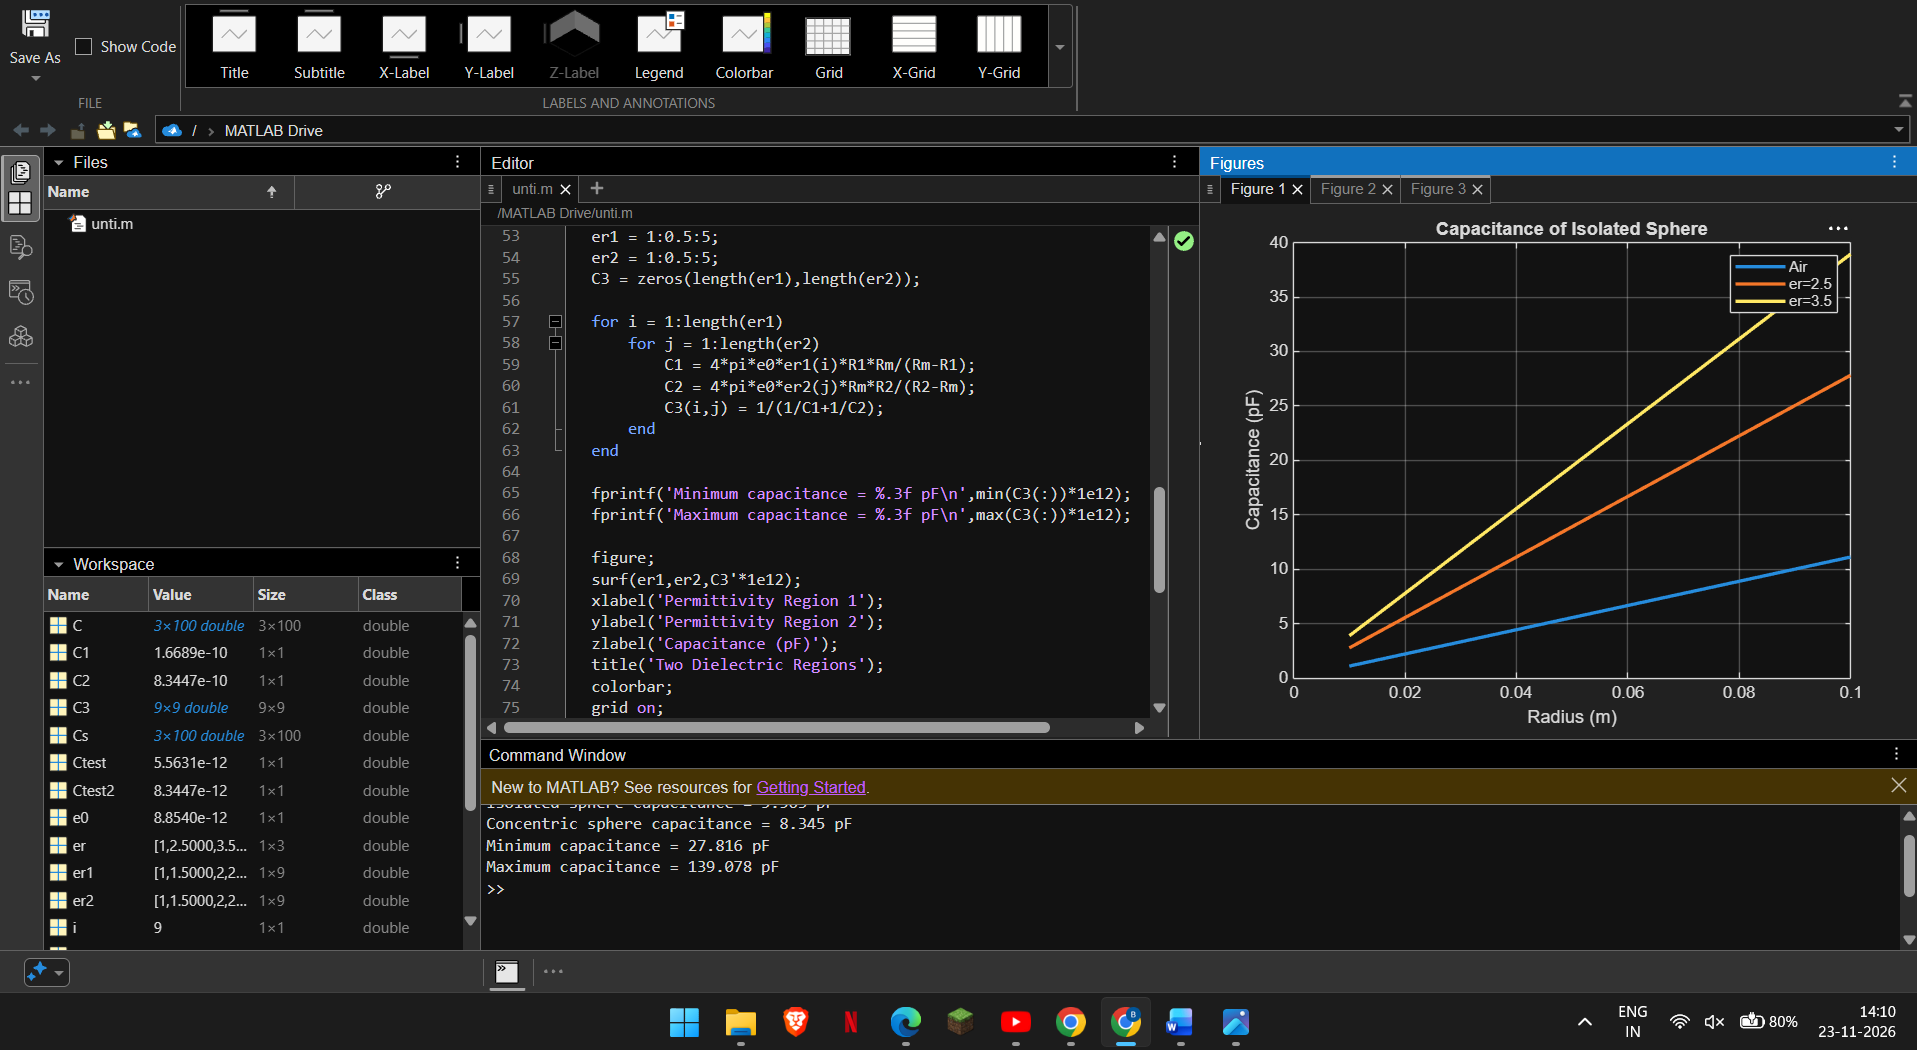 Save As
Show Code
FILE
Title
Subtitle
X-Label
Y-Label
Z-Label
Legend
Colorbar
Grid
X-Grid
Y-Grid
LABELS AND ANNOTATIONS
/ › MATLAB Drive
Files
Name
unti.m
Workspace
Name Value Size Class
C 3×100 double 3×100 double
C1 1.6689e-10 1×1 double
C2 8.3447e-10 1×1 double
C3 9×9 double 9×9 double
Cs 3×100 double 3×100 double
Ctest 5.5631e-12 1×1 double
Ctest2 8.3447e-12 1×1 double
e0 8.8540e-12 1×1 double
er [1,2.5000,3.5... 1×3 double
er1 [1,1.5000,2,2... 1×9 double
er2 [1,1.5000,2,2... 1×9 double
i 9 1×1 double
Editor
unti.m
/MATLAB Drive/unti.m
53 er1 = 1:0.5:5;
54 er2 = 1:0.5:5;
55 C3 = zeros(length(er1),length(er2));
56
57 for i = 1:length(er1)
58 for j = 1:length(er2)
59 C1 = 4*pi*e0*er1(i)*R1*Rm/(Rm-R1);
60 C2 = 4*pi*e0*er2(j)*Rm*R2/(R2-Rm);
61 C3(i,j) = 1/(1/C1+1/C2);
62 end
63 end
64
65 fprintf('Minimum capacitance = %.3f pF\n',min(C3(:))*1e12);
66 fprintf('Maximum capacitance = %.3f pF\n',max(C3(:))*1e12);
67
68 figure;
69 surf(er1,er2,C3'*1e12);
70 xlabel('Permittivity Region 1');
71 ylabel('Permittivity Region 2');
72 zlabel('Capacitance (pF)');
73 title('Two Dielectric Regions');
74 colorbar;
75 grid on;
Figures
Figure 1
Figure 2
Figure 3
Capacitance of Isolated Sphere
Air
er=2.5
er=3.5
Capacitance (pF)
40
35
30
25
20
15
10
5
0
0 0.02 0.04 0.06 0.08 0.1
Radius (m)
Command Window
New to MATLAB? See resources for Getting Started.
Isolated sphere capacitance = 5.563 pF
Concentric sphere capacitance = 8.345 pF
Minimum capacitance = 27.816 pF
Maximum capacitance = 139.078 pF
>>
ENG
IN
80%
14:10
23-11-2026